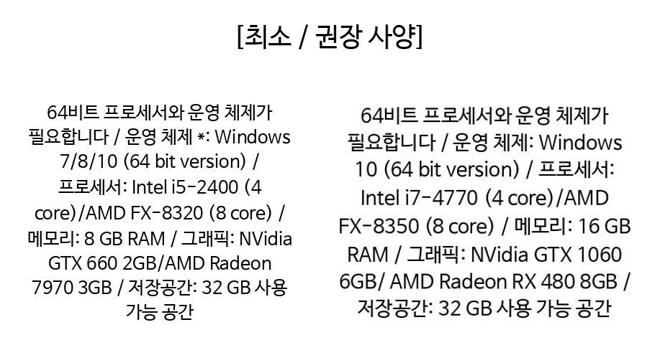 [최소 / 권장 사양]
64비트 프로세서와 운영 체제가
필요합니다 / 운영 체제 *: Windows
7/8/10 (64 bit version) /
프로세서: Intel i5-2400 (4
core)/AMD FX-8320 (8 core) /
메모리: 8 GB RAM / 그래픽: NVidia
GTX 660 2GB/AMD Radeon
7970 3GB / 저장공간: 32 GB 사용
가능 공간
64비트 프로세서와 운영 체제가
필요합니다 / 운영 체제: Windows
10 (64 bit version) / 프로세서:
Intel i7-4770 (4 core)/AMD
FX-8350 (8 core) / 메모리: 16 GB
RAM / 그래픽: NVidia GTX 1060
6GB/ AMD Radeon RX 480 8GB /
저장공간: 32 GB 사용 가능 공간